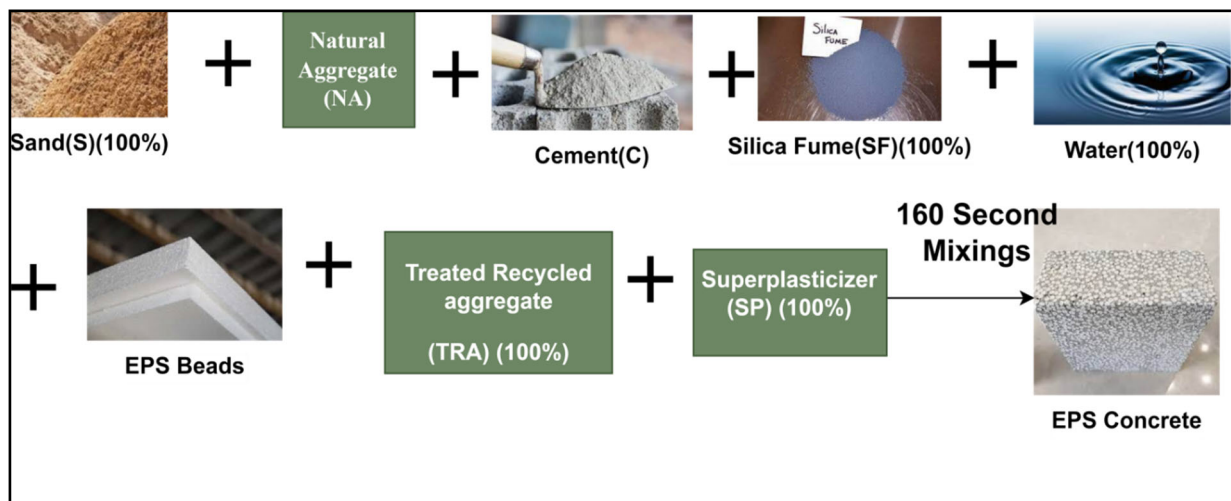 Natural
Aggregate
(NA)
SILICA
FUME
Sand(S)(100%)
Cement(C)
Silica Fume(SF)(100%)
Water(100%)
160 Second
Mixings
Treated Recycled
aggregate
(TRA) (100%)
Superplasticizer
(SP) (100%)
EPS Beads
EPS Concrete